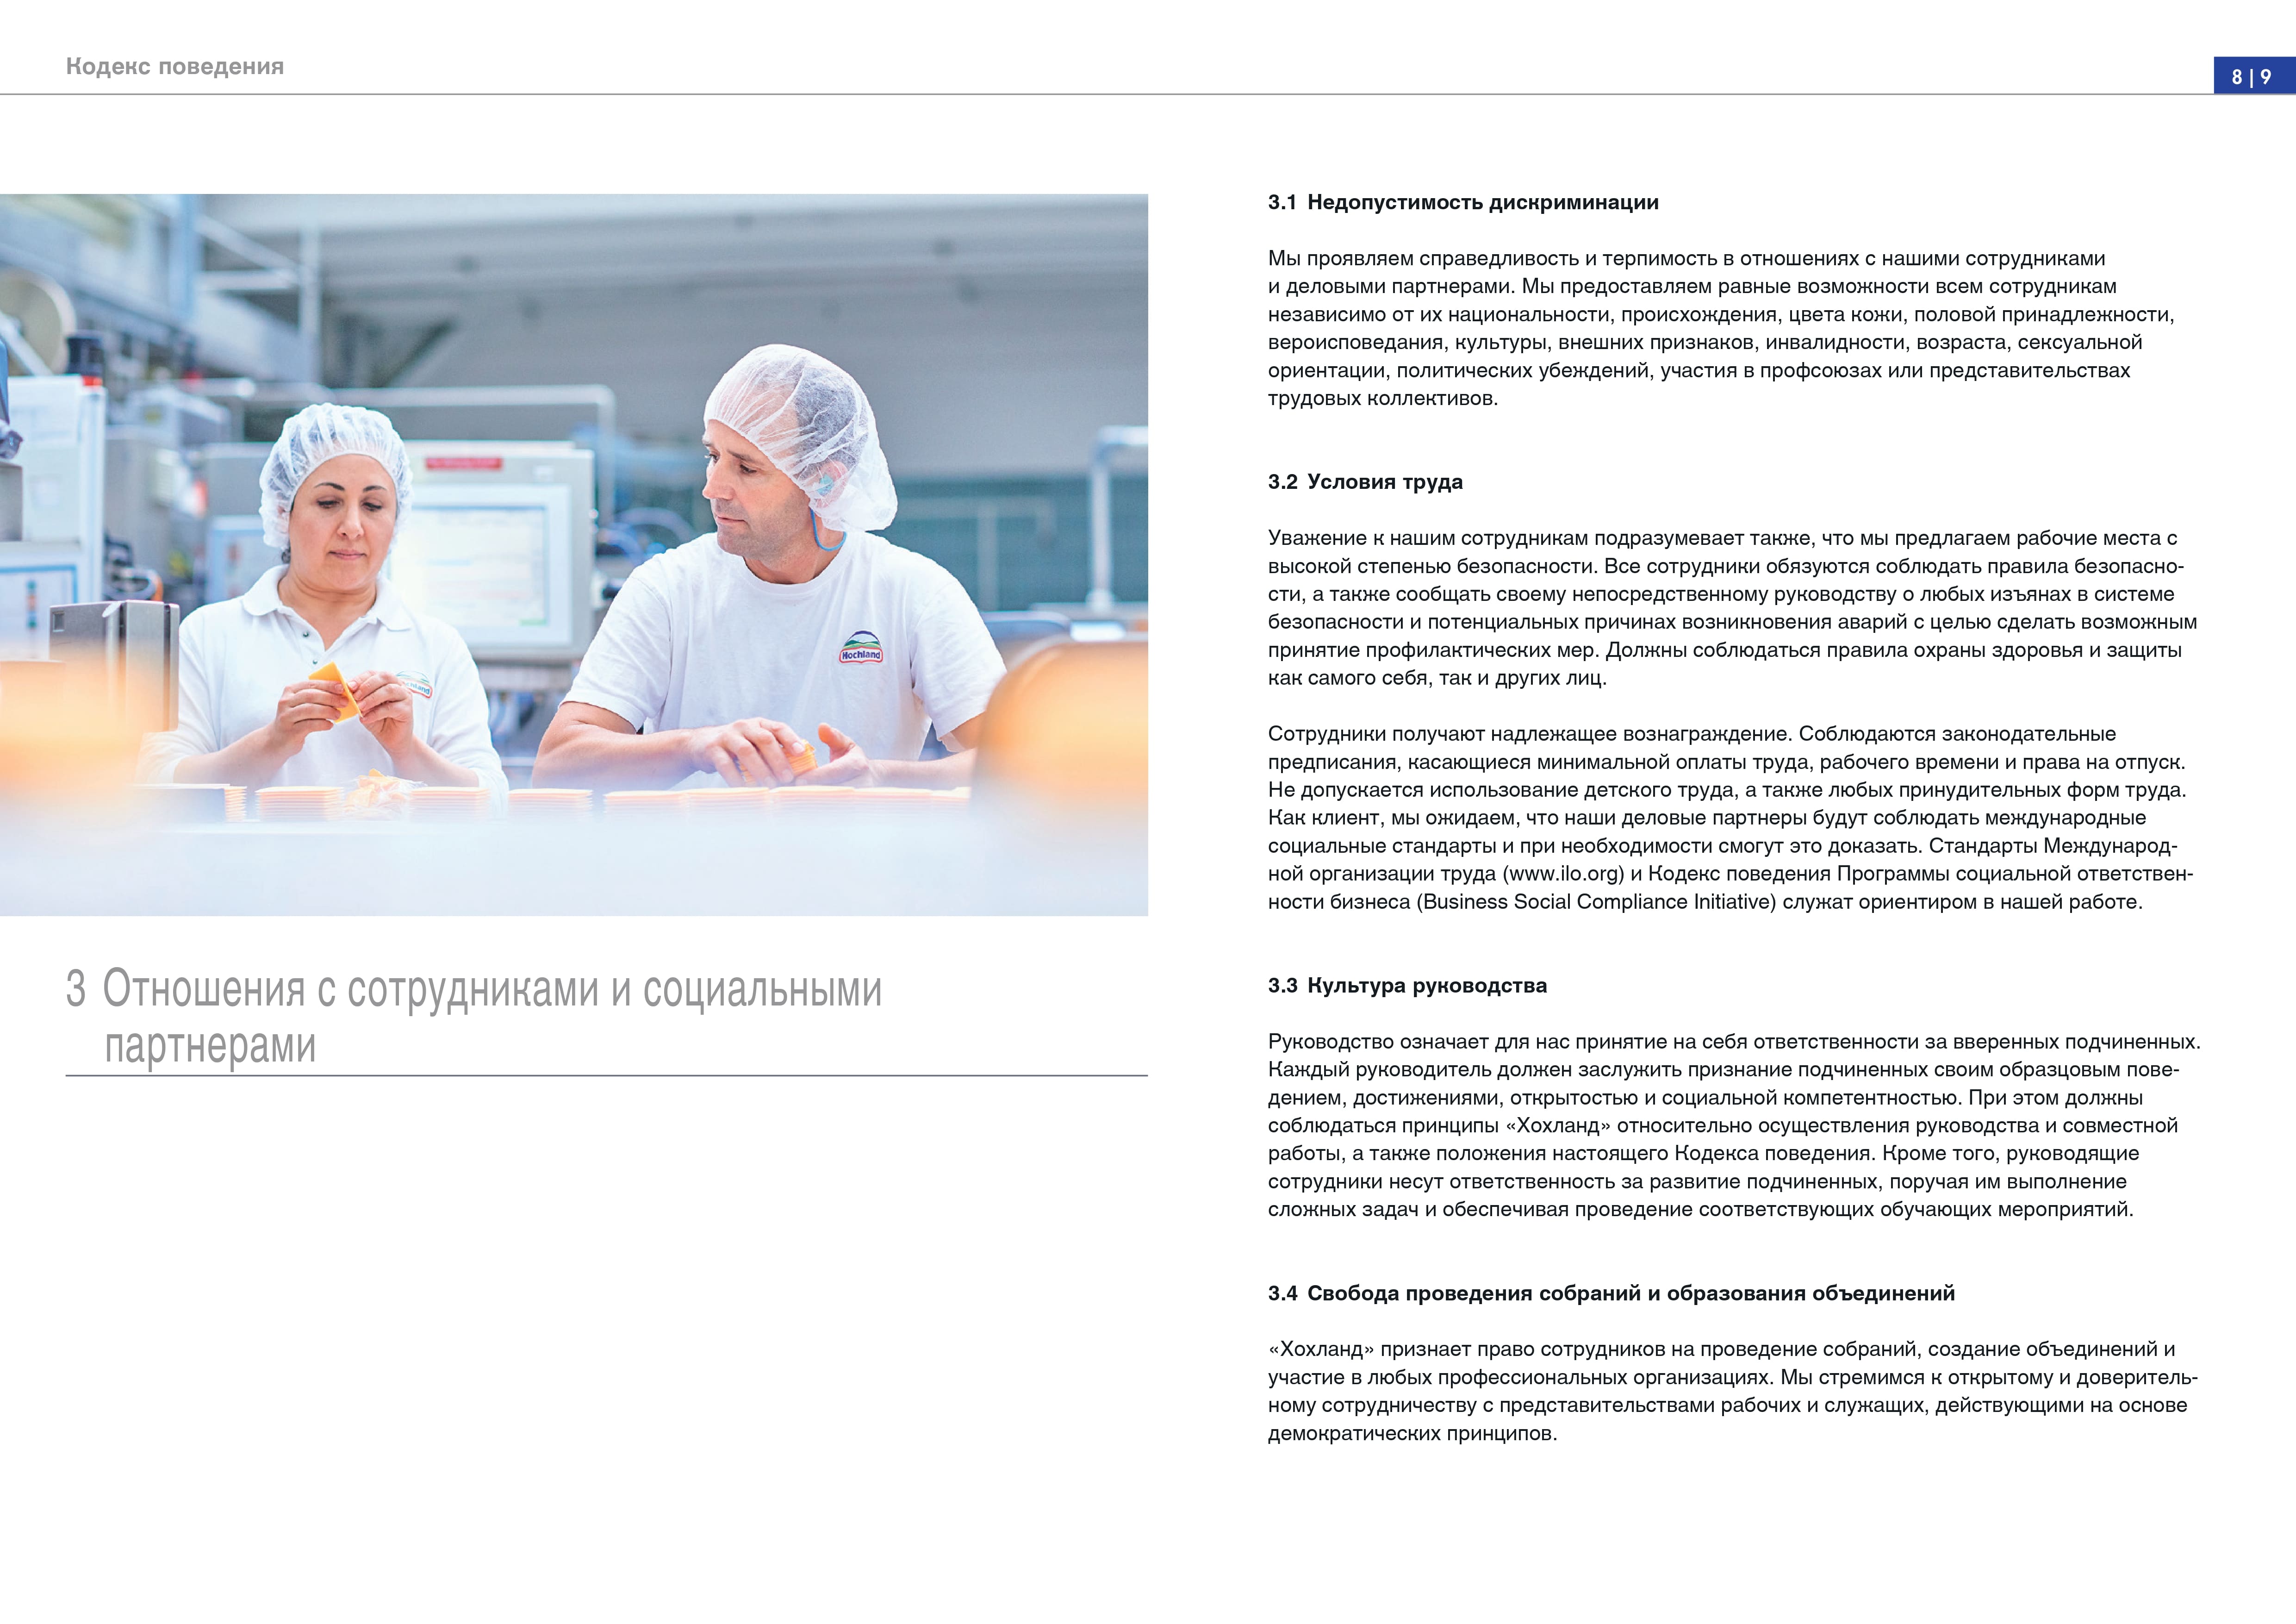 Кодекс поведения
8 | 9
Hochland
3 Отношения с сотрудниками и социальными
партнерами
3.1 Недопустимость дискриминации
Мы проявляем справедливость и терпимость в отношениях с нашими сотрудниками
и деловыми партнерами. Мы предоставляем равные возможности всем сотрудникам
независимо от их национальности, происхождения, цвета кожи, половой принадлежности,
вероисповедания, культуры, внешних признаков, инвалидности, возраста, сексуальной
ориентации, политических убеждений, участия в профсоюзах или представительствах
трудовых коллективов.
3.2 Условия труда
Уважение к нашим сотрудникам подразумевает также, что мы предлагаем рабочие места с
высокой степенью безопасности. Все сотрудники обязуются соблюдать правила безопасно-
сти, а также сообщать своему непосредственному руководству о любых изъянах в системе
безопасности и потенциальных причинах возникновения аварий с целью сделать возможным
принятие профилактических мер. Должны соблюдаться правила охраны здоровья и защиты
как самого себя, так и других лиц.
Сотрудники получают надлежащее вознаграждение. Соблюдаются законодательные
предписания, касающиеся минимальной оплаты труда, рабочего времени и права на отпуск.
Не допускается использование детского труда, а также любых принудительных форм труда.
Как клиент, мы ожидаем, что наши деловые партнеры будут соблюдать международные
социальные стандарты и при необходимости смогут это доказать. Стандарты Международ-
ной организации труда (www.ilo.org) и Кодекс поведения Программы социальной ответствен-
ности бизнеса (Business Social Compliance Initiative) служат ориентиром в нашей работе.
3.3 Культура руководства
Руководство означает для нас принятие на себя ответственности за вверенных подчиненных.
Каждый руководитель должен заслужить признание подчиненных своим образцовым пове-
дением, достижениями, открытостью и социальной компетентностью. При этом должны
соблюдаться принципы «Хохланд» относительно осуществления руководства и совместной
работы, а также положения настоящего Кодекса поведения. Кроме того, руководящие
сотрудники несут ответственность за развитие подчиненных, поручая им выполнение
сложных задач и обеспечивая проведение соответствующих обучающих мероприятий.
3.4 Свобода проведения собраний и образования объединений
«Хохланд» признает право сотрудников на проведение собраний, создание объединений и
участие в любых профессиональных организациях. Мы стремимся к открытому и доверитель-
ному сотрудничеству с представительствами рабочих и служащих, действующими на основе
демократических принципов.